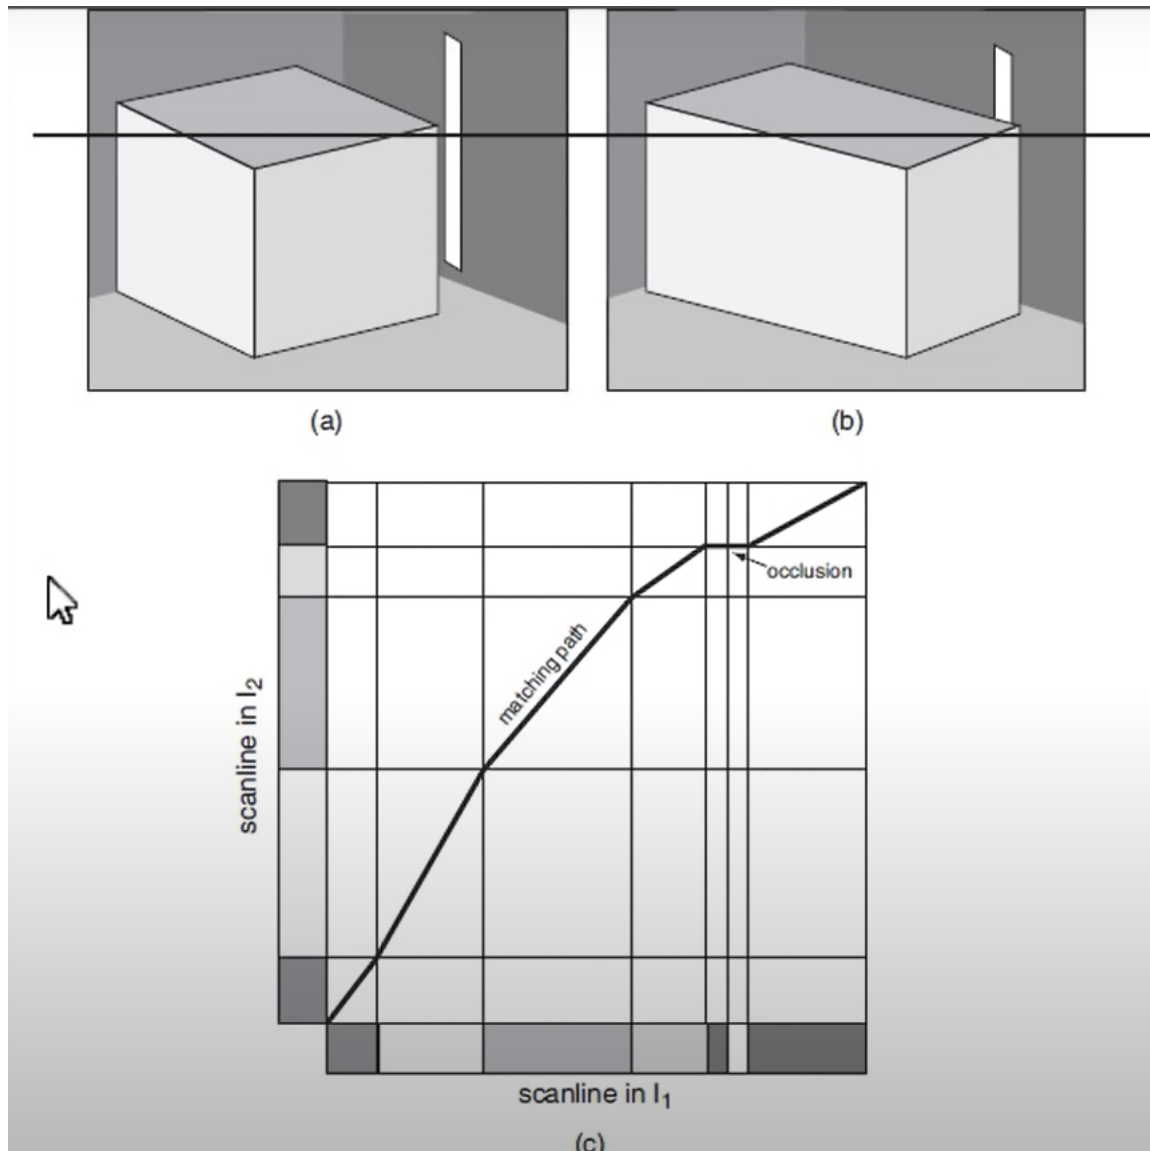 (a)
(b)
occlusion
matching path
scanline in I₂
scanline in I₁
(c)